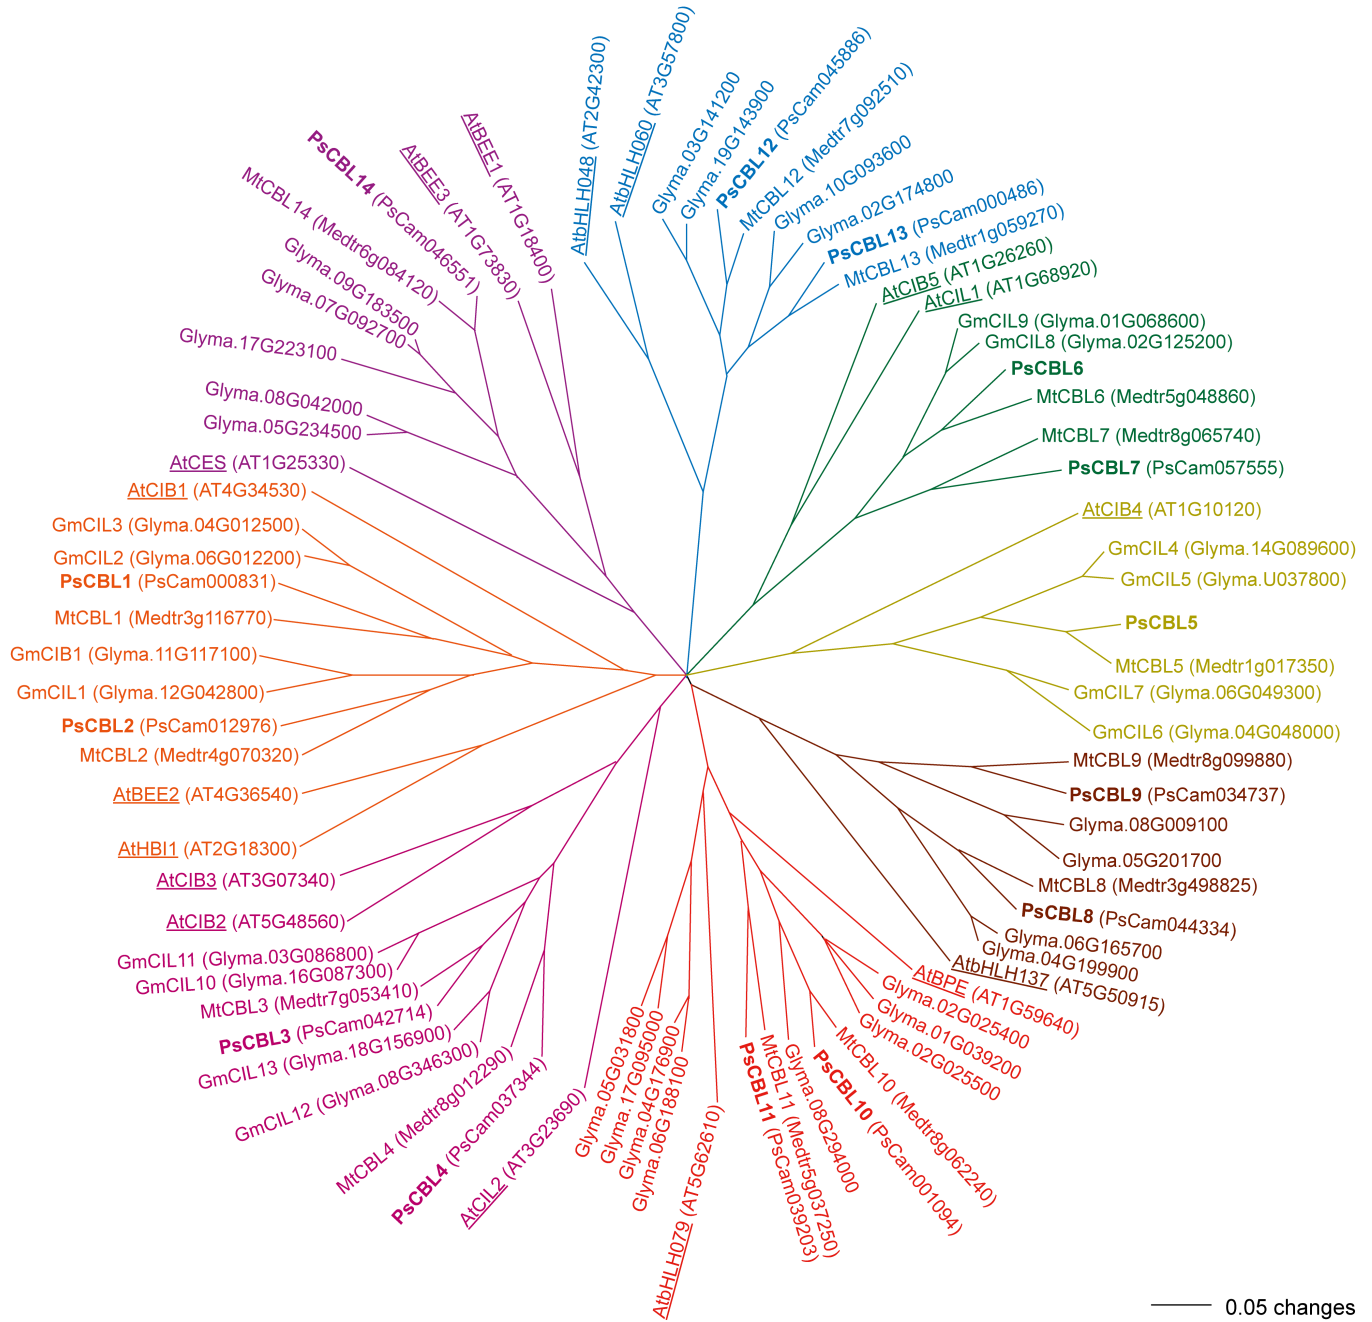 AtbHLH048 (AT2G42300)
AtbHLH060 (AT3G57800)
Glyma.03G141200
Glyma.19G143900
PsCBL12 (PsCam045886)
MtCBL12 (Medtr7g092510)
Glyma.10G093600
Glyma.02G174800
PsCBL13 (PsCam000486)
MtCBL13 (Medtr1g059270)
AtCIB5 (AT1G26260)
AtCIL1 (AT1G68920)
GmCIL9 (Glyma.01G068600)
GmCIL8 (Glyma.02G125200)
PsCBL6
MtCBL6 (Medtr5g048860)
MtCBL7 (Medtr8g065740)
PsCBL7 (PsCam057555)
AtCIB4 (AT1G10120)
GmCIL4 (Glyma.14G089600)
GmCIL5 (Glyma.U037800)
PsCBL5
MtCBL5 (Medtr1g017350)
GmCIL7 (Glyma.06G049300)
GmCIL6 (Glyma.04G048000)
MtCBL9 (Medtr8g099880)
PsCBL9 (PsCam034737)
Glyma.08G009100
Glyma.05G201700
MtCBL8 (Medtr3g498825)
PsCBL8 (PsCam044334)
Glyma.06G165700
Glyma.04G199900
AtbHLH137 (AT5G50915)
AtBPE (AT1G59640)
Glyma.02G025400
Glyma.01G039200
Glyma.02G025500
MtCBL10 (Medtr8g062240)
PsCBL10 (PsCam001094)
Glyma.08G294000
MtCBL11 (Medtr5g037250)
PsCBL11 (PsCam039203)
AtbHLH079 (AT5G62610)
Glyma.06G188100
Glyma.04G176900
Glyma.17G095000
Glyma.05G031800
AtCIL2 (AT3G23690)
PsCBL4 (PsCam037344)
MtCBL4 (Medtr8g012290)
GmCIL12 (Glyma.08G346300)
GmCIL13 (Glyma.18G156900)
PsCBL3 (PsCam042714)
MtCBL3 (Medtr7g053410)
GmCIL10 (Glyma.16G087300)
GmCIL11 (Glyma.03G086800)
AtCIB2 (AT5G48560)
AtCIB3 (AT3G07340)
AtHBI1 (AT2G18300)
AtBEE2 (AT4G36540)
MtCBL2 (Medtr4g070320)
PsCBL2 (PsCam012976)
GmCIL1 (Glyma.12G042800)
GmCIB1 (Glyma.11G117100)
MtCBL1 (Medtr3g116770)
PsCBL1 (PsCam000831)
GmCIL2 (Glyma.06G012200)
GmCIL3 (Glyma.04G012500)
AtCIB1 (AT4G34530)
AtCES (AT1G25330)
Glyma.05G234500
Glyma.08G042000
Glyma.17G223100
Glyma.07G092700
Glyma.09G183500
MtCBL14 (Medtr6g084120)
PsCBL14 (PsCam046551)
AtBEE3 (AT1G73830)
AtBEE1 (AT1G18400)
0.05 changes